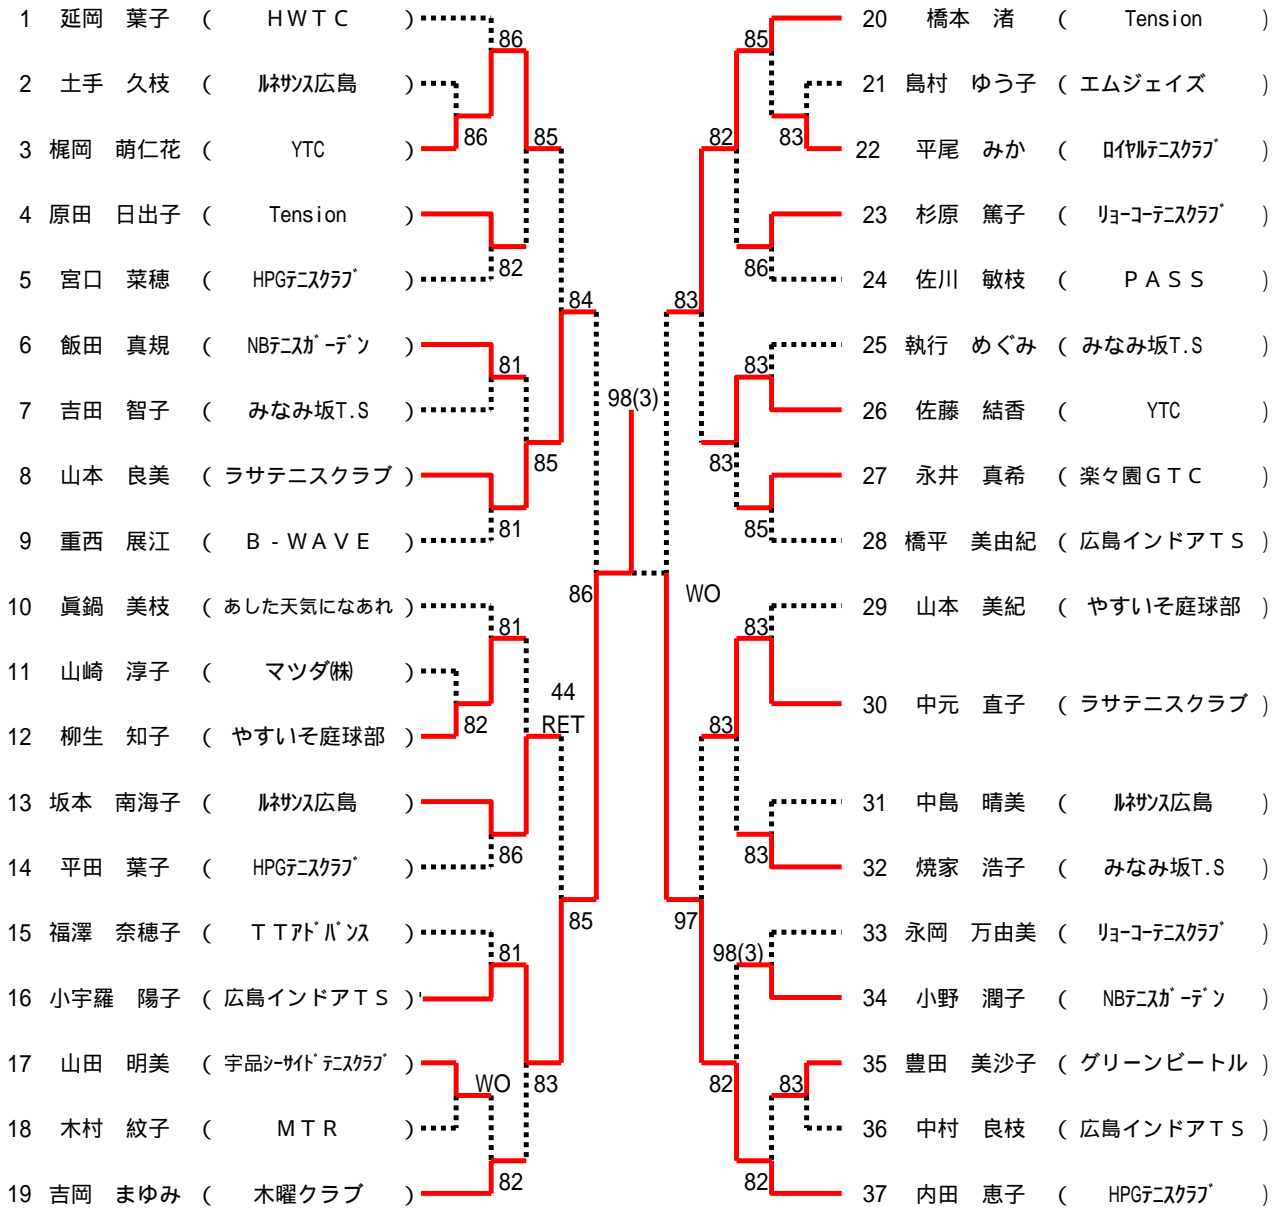 1 延岡 葉子 ( ＨＷＴＣ )
2 土手 久枝 ( ﾙﾈｻﾝｽ広島 )
3 梶岡 萌仁花 ( YTC )
4 原田 日出子 ( Tension )
5 宮口 菜穂 ( HPGﾃﾆｽｸﾗﾌﾞ )
6 飯田 真規 ( NBﾃﾆｽｶﾞｰﾃﾞﾝ )
7 吉田 智子 ( みなみ坂T.S )
8 山本 良美 ( ラサテニスクラブ )
9 重西 展江 ( Ｂ-ＷＡＶＥ )
10 眞鍋 美枝 ( あした天気になあれ )
11 山崎 淳子 ( マツダ㈱ )
12 柳生 知子 ( やすいそ庭球部 )
13 坂本 南海子 ( ﾙﾈｻﾝｽ広島 )
14 平田 葉子 ( HPGﾃﾆｽｸﾗﾌﾞ )
15 福澤 奈穂子 ( ＴＴｱﾄﾞﾊﾞﾝｽ )
16 小宇羅 陽子 ( 広島インドアＴＳ )
17 山田 明美 ( 宇品ｼｰｻｲﾄﾞﾃﾆｽｸﾗﾌﾞ )
18 木村 紋子 ( ＭＴＲ )
19 吉岡 まゆみ ( 木曜クラブ )
86
86
85
82
84
81
85
81
86
81
82
44
RET
86
85
81
83
WO
82
98(3)
WO
85
83
82
86
83
83
83
85
83
83
83
97
98(3)
82
83
82
20 橋本 渚 ( Tension )
21 島村 ゆう子 ( エムジェイズ )
22 平尾 みか ( ﾛｲﾔﾙﾃﾆｽｸﾗﾌﾞ )
23 杉原 篤子 ( ﾘｮｰｺｰﾃﾆｽｸﾗﾌﾞ )
24 佐川 敏枝 ( ＰＡＳＳ )
25 執行 めぐみ ( みなみ坂T.S )
26 佐藤 結香 ( YTC )
27 永井 真希 ( 楽々園ＧＴＣ )
28 橋平 美由紀 ( 広島インドアＴＳ )
29 山本 美紀 ( やすいそ庭球部 )
30 中元 直子 ( ラサテニスクラブ )
31 中島 晴美 ( ﾙﾈｻﾝｽ広島 )
32 焼家 浩子 ( みなみ坂T.S )
33 永岡 万由美 ( ﾘｮｰｺｰﾃﾆｽｸﾗﾌﾞ )
34 小野 潤子 ( NBﾃﾆｽｶﾞｰﾃﾞﾝ )
35 豊田 美沙子 ( グリーンビートル )
36 中村 良枝 ( 広島インドアＴＳ )
37 内田 恵子 ( HPGﾃﾆｽｸﾗﾌﾞ )